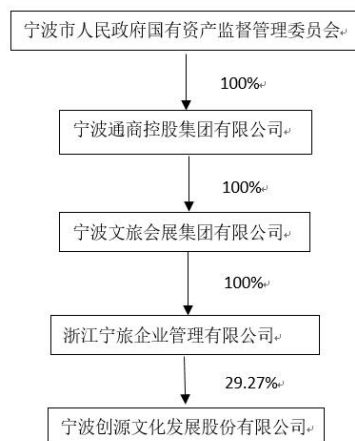 宁波市人民政府国有资产监督管理委员会
100%
宁波通商控股集团有限公司
100%
宁波文旅会展集团有限公司
100%
浙江宁旅企业管理有限公司
29.27%
宁波创源文化发展股份有限公司